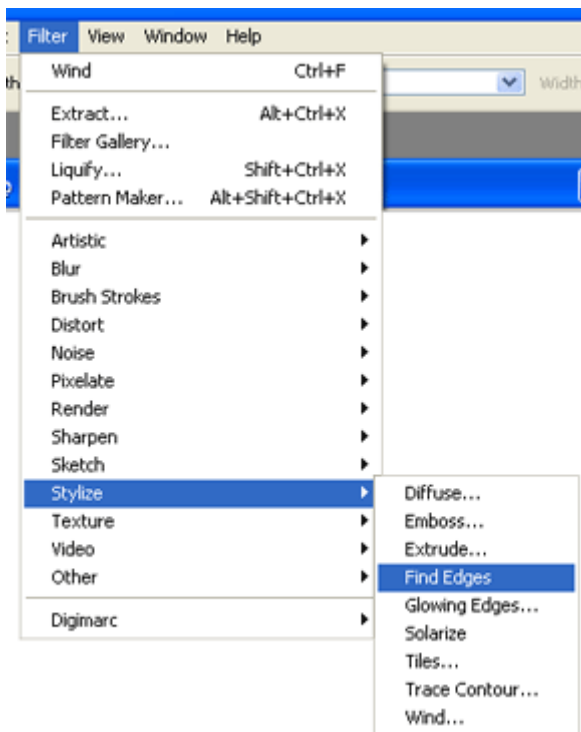 Filter View Window Help
th
Width
Wind Ctrl+F
Extract... Alt+Ctrl+X
Filter Gallery...
Liquify... Shift+Ctrl+X
Pattern Maker... Alt+Shift+Ctrl+X
Artistic
Blur
Brush Strokes
Distort
Noise
Pixelate
Render
Sharpen
Sketch
Stylize
Texture
Video
Other
Digimarc
Diffuse...
Emboss...
Extrude...
Find Edges
Glowing Edges...
Solarize
Tiles...
Trace Contour...
Wind...